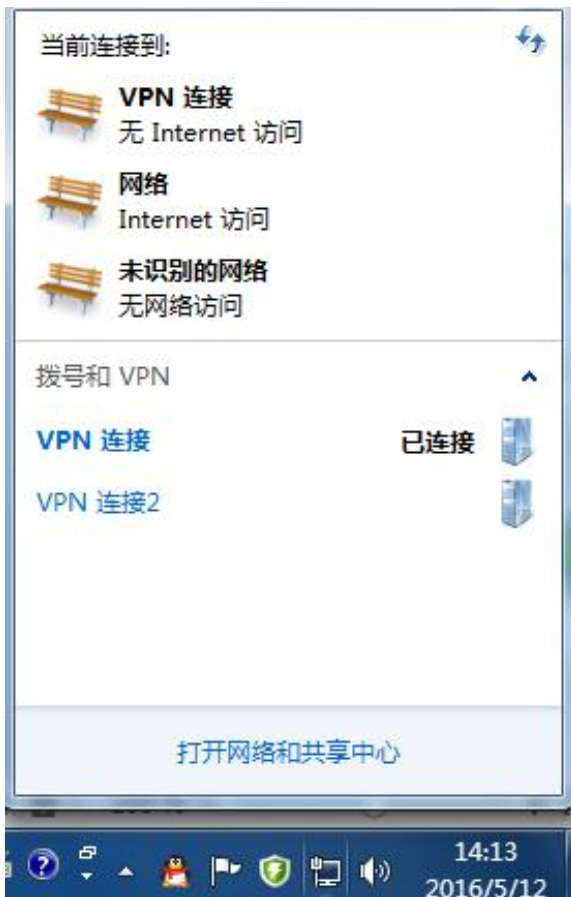 当前连接到:
VPN 连接
无 Internet 访问
网络
Internet 访问
未识别的网络
无网络访问
拨号和 VPN
VPN 连接 已连接
VPN 连接2
打开网络和共享中心
14:13
2016/5/12